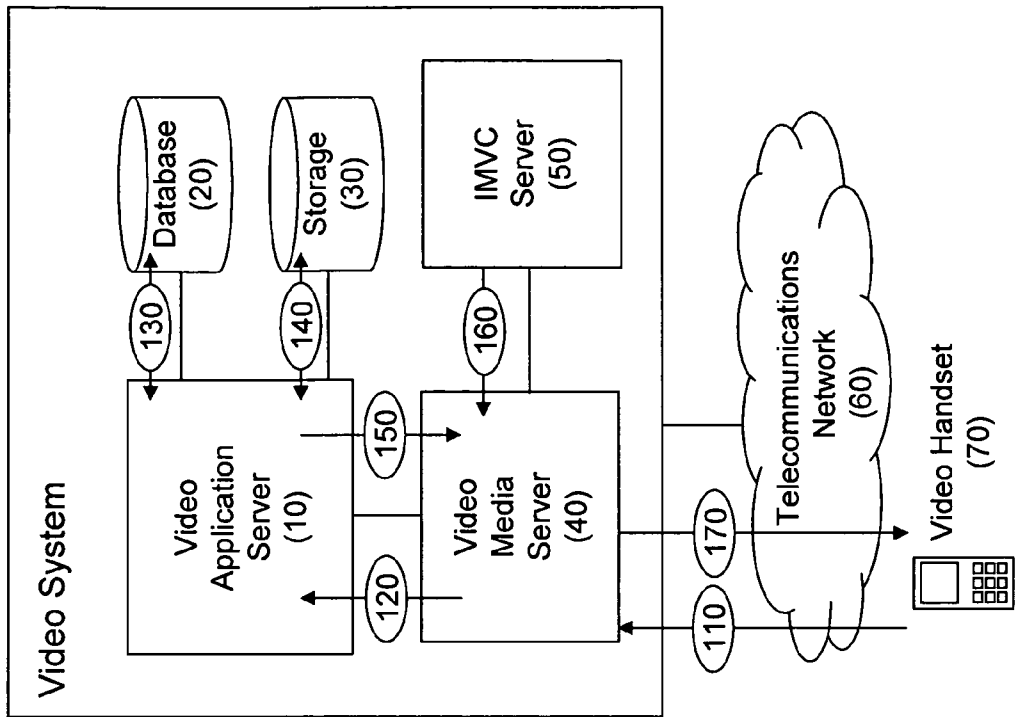 Video System
Video
Application
Server
(10)
130
Database
(20)
140
Storage
(30)
120
150
Video
Media
Server
(40)
160
IMVC
Server
(50)
110
170
Telecommunications
Network
(60)
Video Handset
(70)